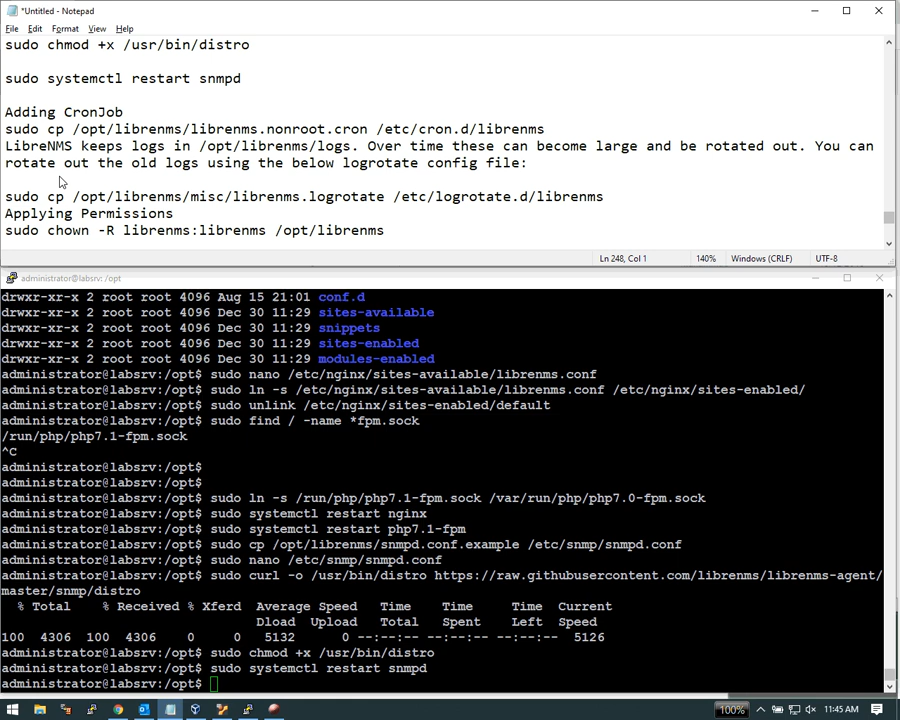 *Untitled - Notepad
File Edit Format View Help
sudo chmod +x /usr/bin/distro
sudo systemctl restart snmpd
Adding CronJob
sudo cp /opt/librenms/librenms.nonroot.cron /etc/cron.d/librenms
LibreNMS keeps logs in /opt/librenms/logs. Over time these can become large and be rotated out. You can
rotate out the old logs using the below logrotate config file:
sudo cp /opt/librenms/misc/librenms.logrotate /etc/logrotate.d/librenms
Applying Permissions
sudo chown -R librenms:librenms /opt/librenms
Ln 248, Col 1 140% Windows (CRLF) UTF-8
administrator@labsrv: /opt
drwxr-xr-x 2 root root 4096 Aug 15 21:01 conf.d
drwxr-xr-x 2 root root 4096 Dec 30 11:29 sites-available
drwxr-xr-x 2 root root 4096 Dec 30 11:29 snippets
drwxr-xr-x 2 root root 4096 Dec 30 11:29 sites-enabled
drwxr-xr-x 2 root root 4096 Dec 30 11:29 modules-enabled
administrator@labsrv:/opt$ sudo nano /etc/nginx/sites-available/librenms.conf
administrator@labsrv:/opt$ sudo ln -s /etc/nginx/sites-available/librenms.conf /etc/nginx/sites-enabled/
administrator@labsrv:/opt$ sudo unlink /etc/nginx/sites-enabled/default
administrator@labsrv:/opt$ sudo find / -name *fpm.sock
/run/php/php7.1-fpm.sock
^C
administrator@labsrv:/opt$
administrator@labsrv:/opt$
administrator@labsrv:/opt$ sudo ln -s /run/php/php7.1-fpm.sock /var/run/php/php7.0-fpm.sock
administrator@labsrv:/opt$ sudo systemctl restart nginx
administrator@labsrv:/opt$ sudo systemctl restart php7.1-fpm
administrator@labsrv:/opt$ sudo cp /opt/librenms/snmpd.conf.example /etc/snmp/snmpd.conf
administrator@labsrv:/opt$ sudo nano /etc/snmp/snmpd.conf
administrator@labsrv:/opt$ sudo curl -o /usr/bin/distro https://raw.githubusercontent.com/librenms/librenms-agent/
master/snmp/distro
% Total % Received % Xferd Average Speed Time Time Time Current
Dload Upload Total Spent Left Speed
100 4306 100 4306 0 0 5132 0 --:--:-- --:--:-- --:--:-- 5126
administrator@labsrv:/opt$ sudo chmod +x /usr/bin/distro
administrator@labsrv:/opt$ sudo systemctl restart snmpd
administrator@labsrv:/opt$
100% 11:45 AM